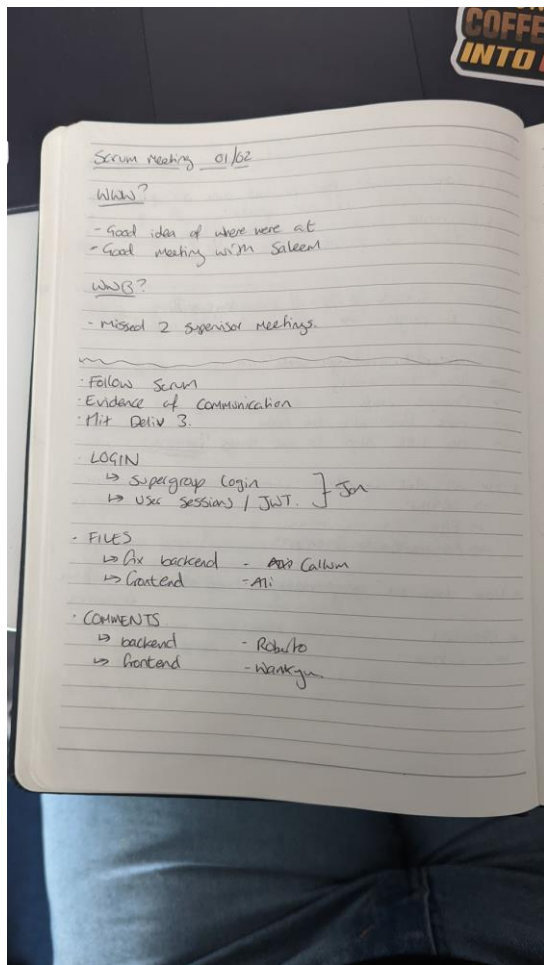 COFFE
INTO
Scrum Meeting 01/02
WWW?
- Good idea of where were at
- Good meeting with Saleem
WWB?
- Missed 2 supervisor meetings.
· Follow Scrum
· Evidence of communication
· Hit Deliv 3.
· LOGIN
↳ Supergroup login
↳ User sessions / JWT. } Jon
· FILES
↳ fix backend - Callum
↳ frontend - Ali
· COMMENTS
↳ backend - Roberto
↳ frontend - Wankyu